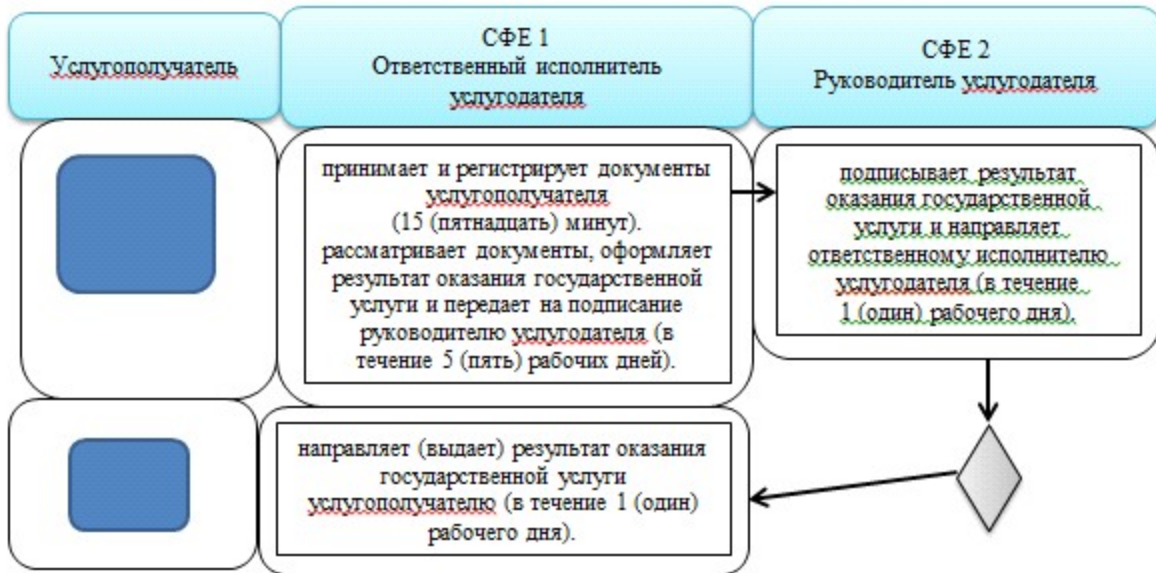 Услугополучатель
СФЕ 1
Ответственный исполнитель
услугодателя
СФЕ 2
Руководитель услугодателя
принимает и регистрирует документы
услугополучателя
(15 (пятнадцать) минут).
рассматривает документы, оформляет
результат оказания государственной
услуги и передает на подписание
руководителю услугодателя (в
течение 5 (пять) рабочих дней).
подписывает результат
оказания государственной
услуги и направляет
ответственному исполнителю
услугодателя (в течение
1 (один) рабочего дня).
направляет (выдает) результат оказания
государственной услуги
услугополучателю (в течение 1 (один)
рабочего дня).